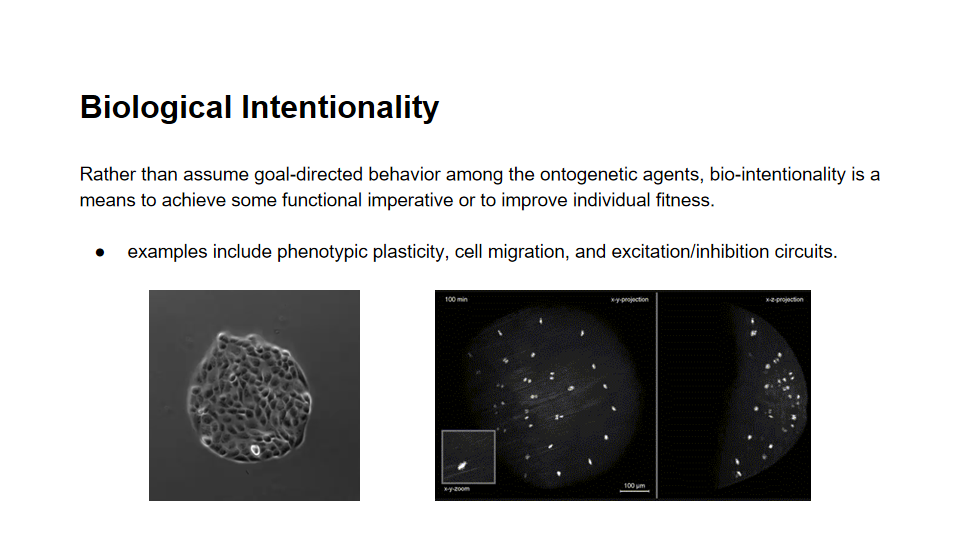 Biological Intentionality
Rather than assume goal-directed behavior among the ontogenetic agents, bio-intentionality is a
means to achieve some functional imperative or to improve individual fitness.
● examples include phenotypic plasticity, cell migration, and excitation/inhibition circuits.
100 min
x-y-projection
x-z-projection
x-y-zoom
100 µm